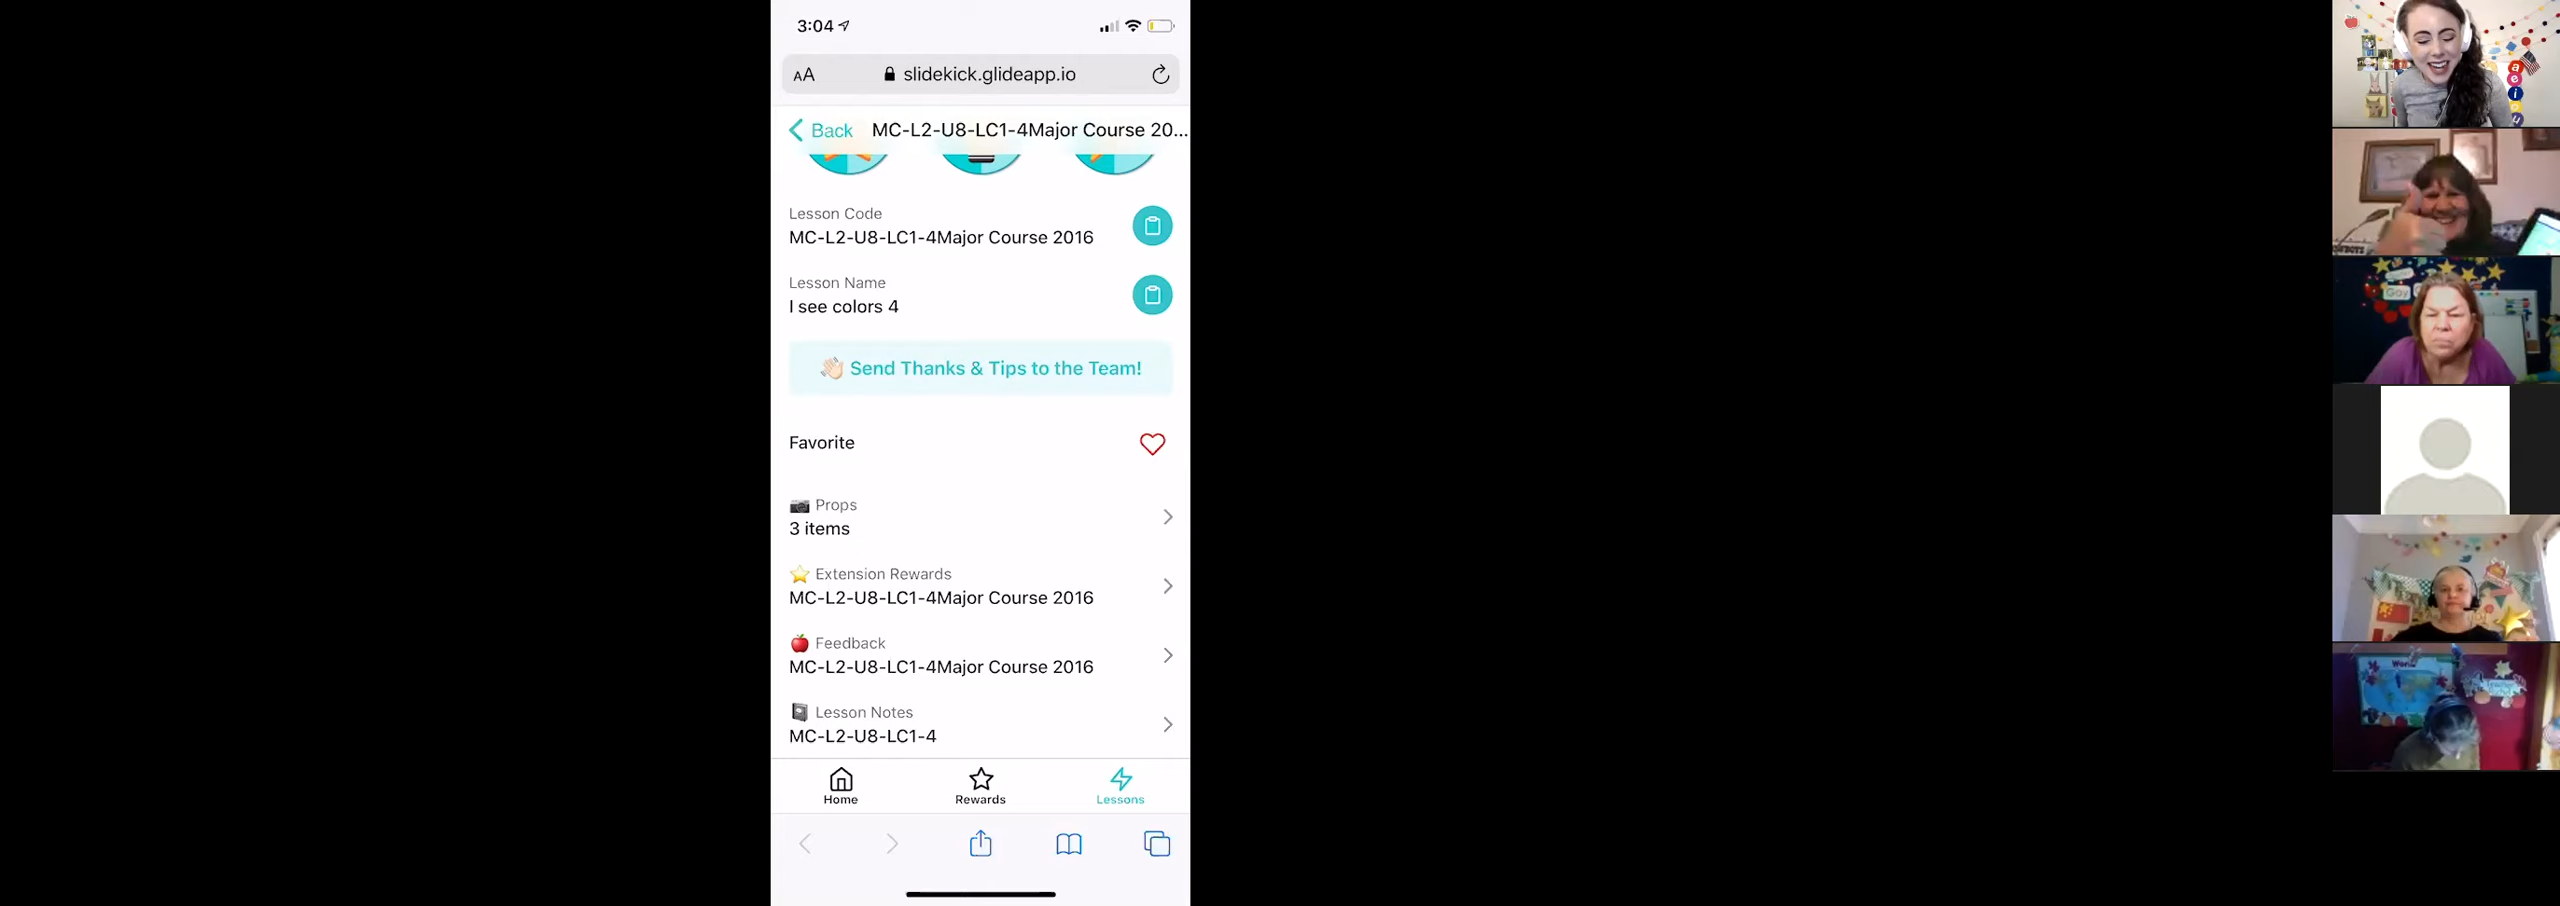 3:04
AA
slidekick.glideapp.io
Back
MC-L2-U8-LC1-4Major Course 20...
Lesson Code
MC-L2-U8-LC1-4Major Course 2016
Lesson Name
I see colors 4
Send Thanks & Tips to the Team!
Favorite
Props
3 items
Extension Rewards
MC-L2-U8-LC1-4Major Course 2016
Feedback
MC-L2-U8-LC1-4Major Course 2016
Lesson Notes
MC-L2-U8-LC1-4
Home
Rewards
Lessons
a
e
i
o
u